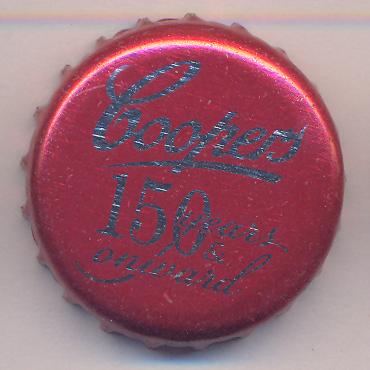 Coopers
150 years
&
onward